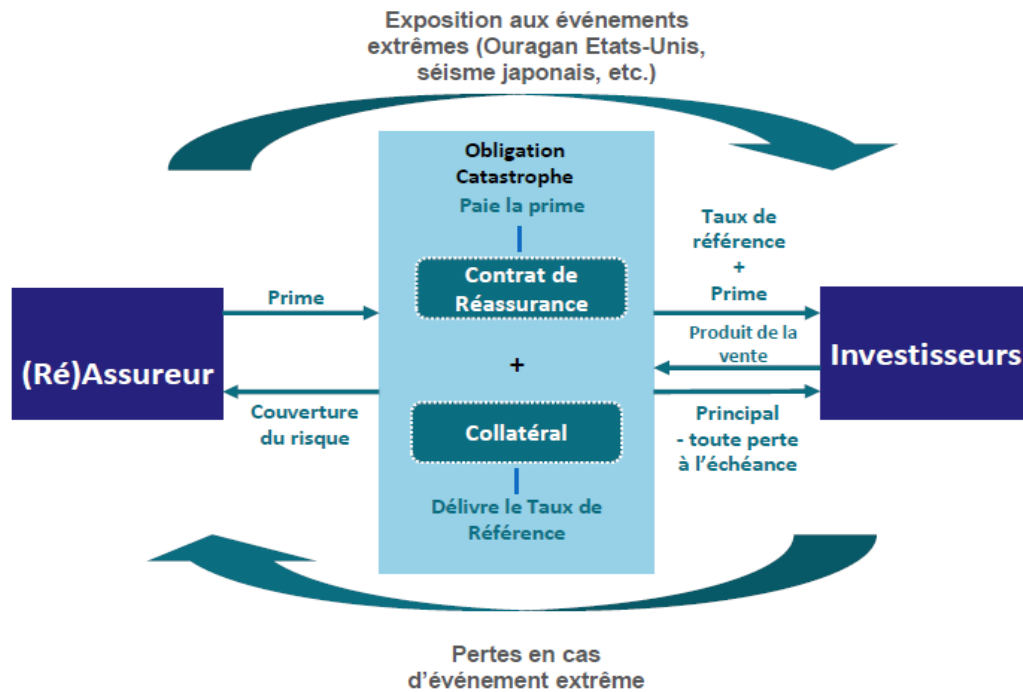 Exposition aux événements
extrêmes (Ouragan Etats-Unis,
séisme japonais, etc.)
Obligation
Catastrophe
Paie la prime
Contrat de
Réassurance
+
Collatéral
Délivre le Taux de
Référence
(Ré)Assureur
Prime
Couverture
du risque
Taux de
référence
+
Prime
Produit de la
vente
Principal
- toute perte
à l’échéance
Investisseurs
Pertes en cas
d’événement extrême